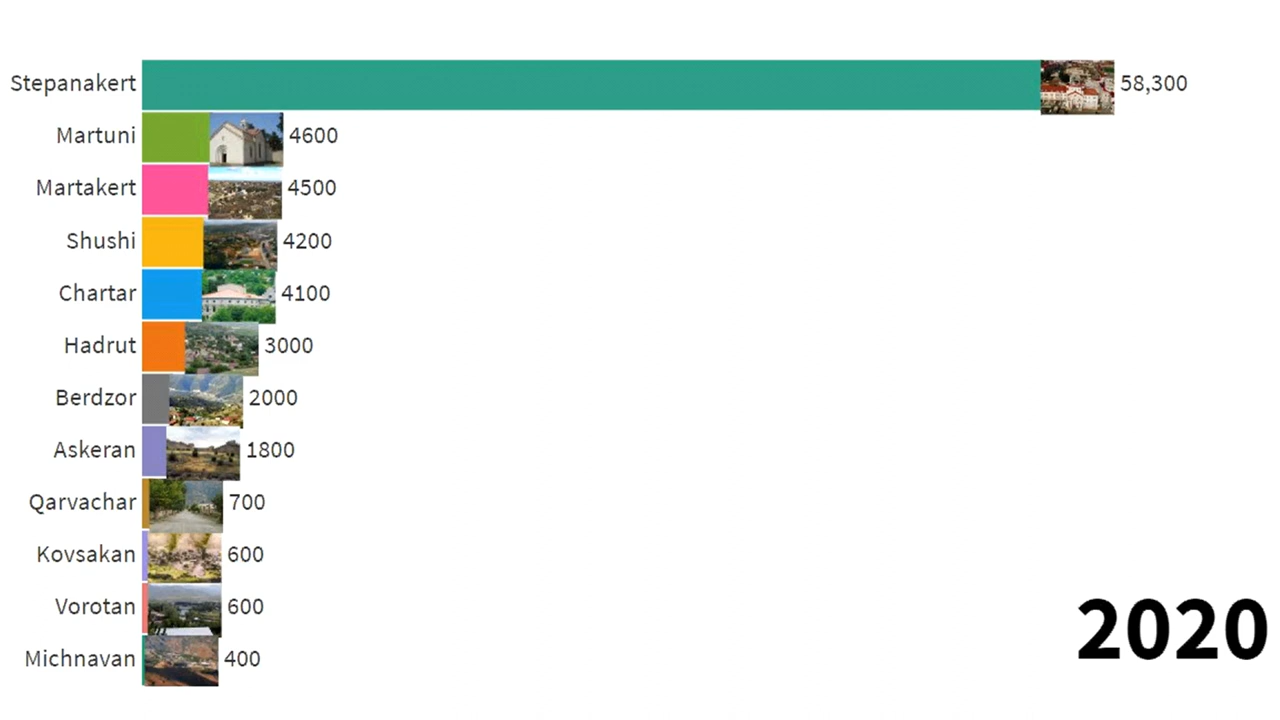 Stepanakert 58,300
Martuni 4600
Martakert 4500
Shushi 4200
Chartar 4100
Hadrut 3000
Berdzor 2000
Askeran 1800
Qarvachar 700
Kovsakan 600
Vorotan 600
Michnavan 400
2020